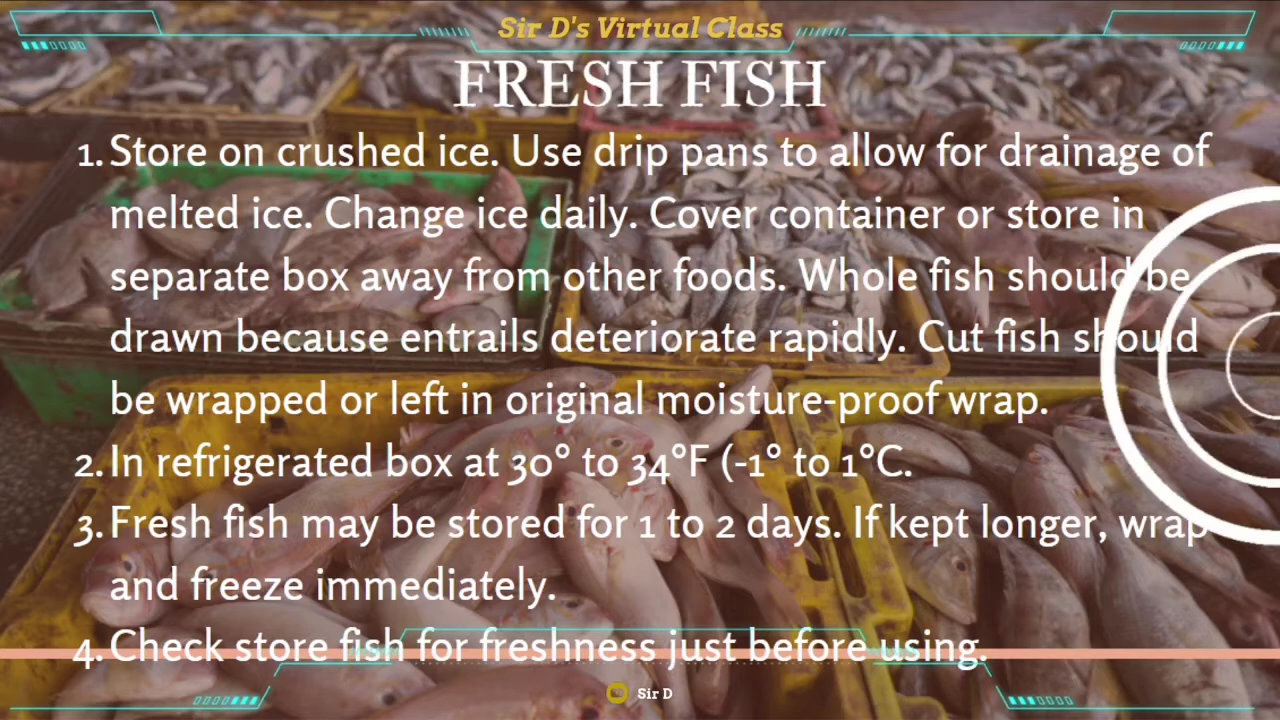 Sir D's Virtual Class
FRESH FISH
1. Store on crushed ice. Use drip pans to allow for drainage of
melted ice. Change ice daily. Cover container or store in
separate box away from other foods. Whole fish should be
drawn because entrails deteriorate rapidly. Cut fish should
be wrapped or left in original moisture-proof wrap.
2. In refrigerated box at 30° to 34°F (-1° to 1°C.
3. Fresh fish may be stored for 1 to 2 days. If kept longer, wrap
and freeze immediately.
4. Check store fish for freshness just before using.
Sir D